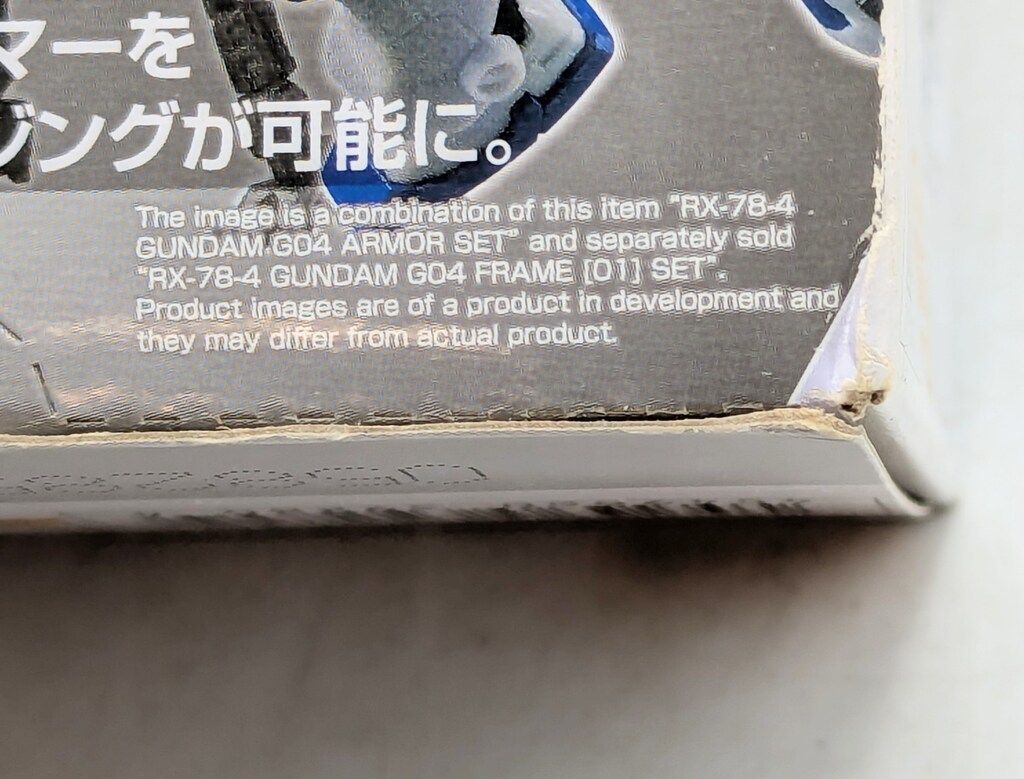 マーを
ジングが可能に。
The image is a combination of this item "RX-78-4
GUNDAM G04 ARMOR SET" and separately sold
"RX-78-4 GUNDAM G04 FRAME [01] SET".
Product images are of a product in development and
they may differ from actual product.